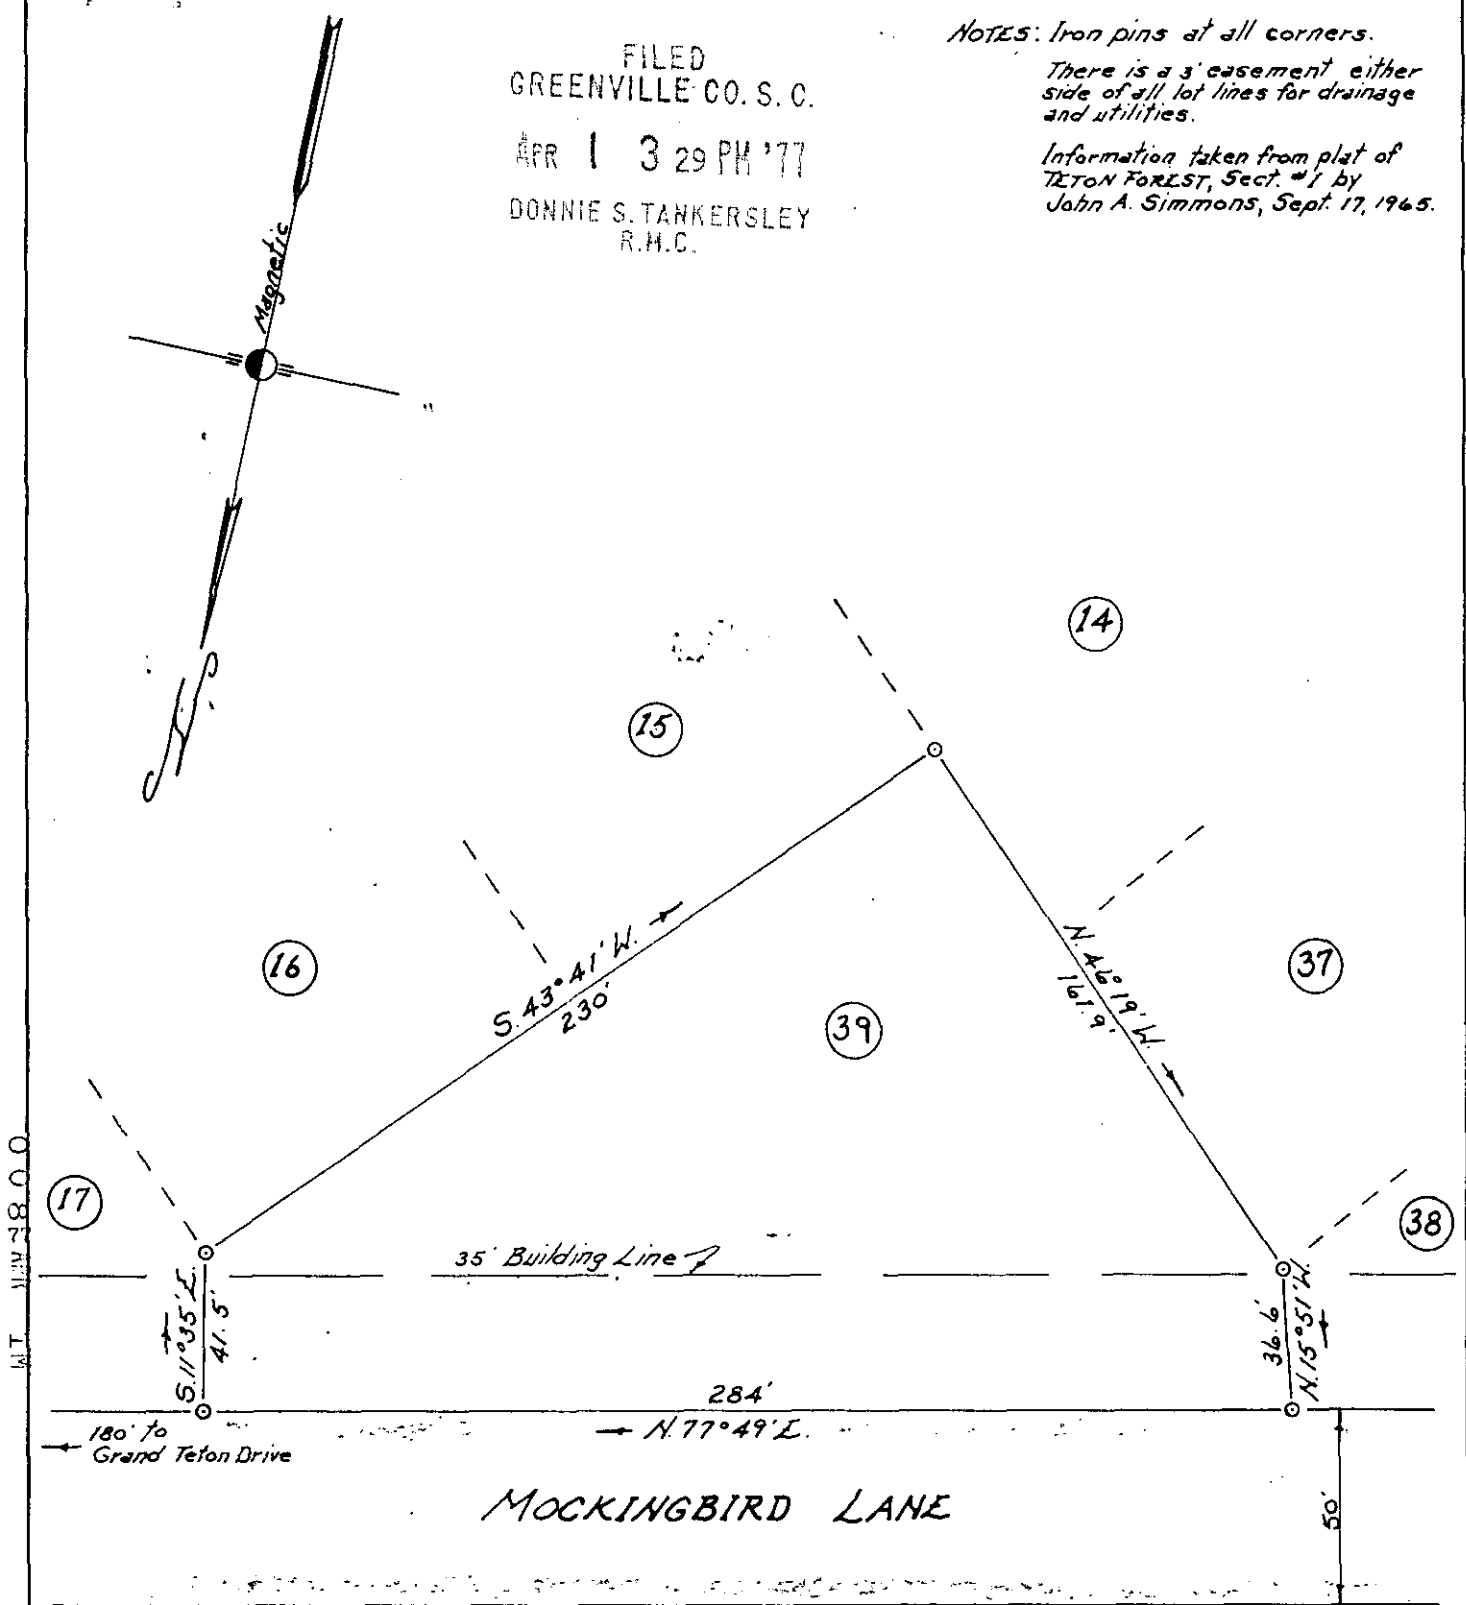 FILED
GREENVILLE CO. S. C.
APR 1 3 29 PM '77
DONNIE S. TANKERSLEY
R.M.C.
NOTES: Iron pins at all corners.
There is a 3' easement either
side of all lot lines for drainage
and utilities.
Information taken from plat of
TETON FOREST, Sect. #1 by
John A. Simmons, Sept. 17, 1965.
Magnetic
14
15
16
S. 43° 41' W.
230'
N. 46° 19' W.
161.9'
37
39
17
38
35' Building Line
S. 11° 35' E.
41.5'
36.6'
N. 15° 51' W.
284'
N. 77° 49' E.
180' to
Grand Teton Drive
MOCKINGBIRD LANE
50'